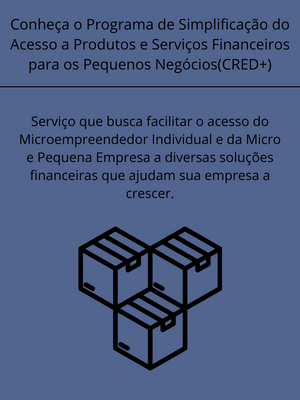 Conheça o Programa de Simplificação do
Acesso a Produtos e Serviços Financeiros
para os Pequenos Negócios(CRED+)
Serviço que busca facilitar o acesso do
Microempreendedor Individual e da Micro
e Pequena Empresa a diversas soluções
financeiras que ajudam sua empresa a
crescer.